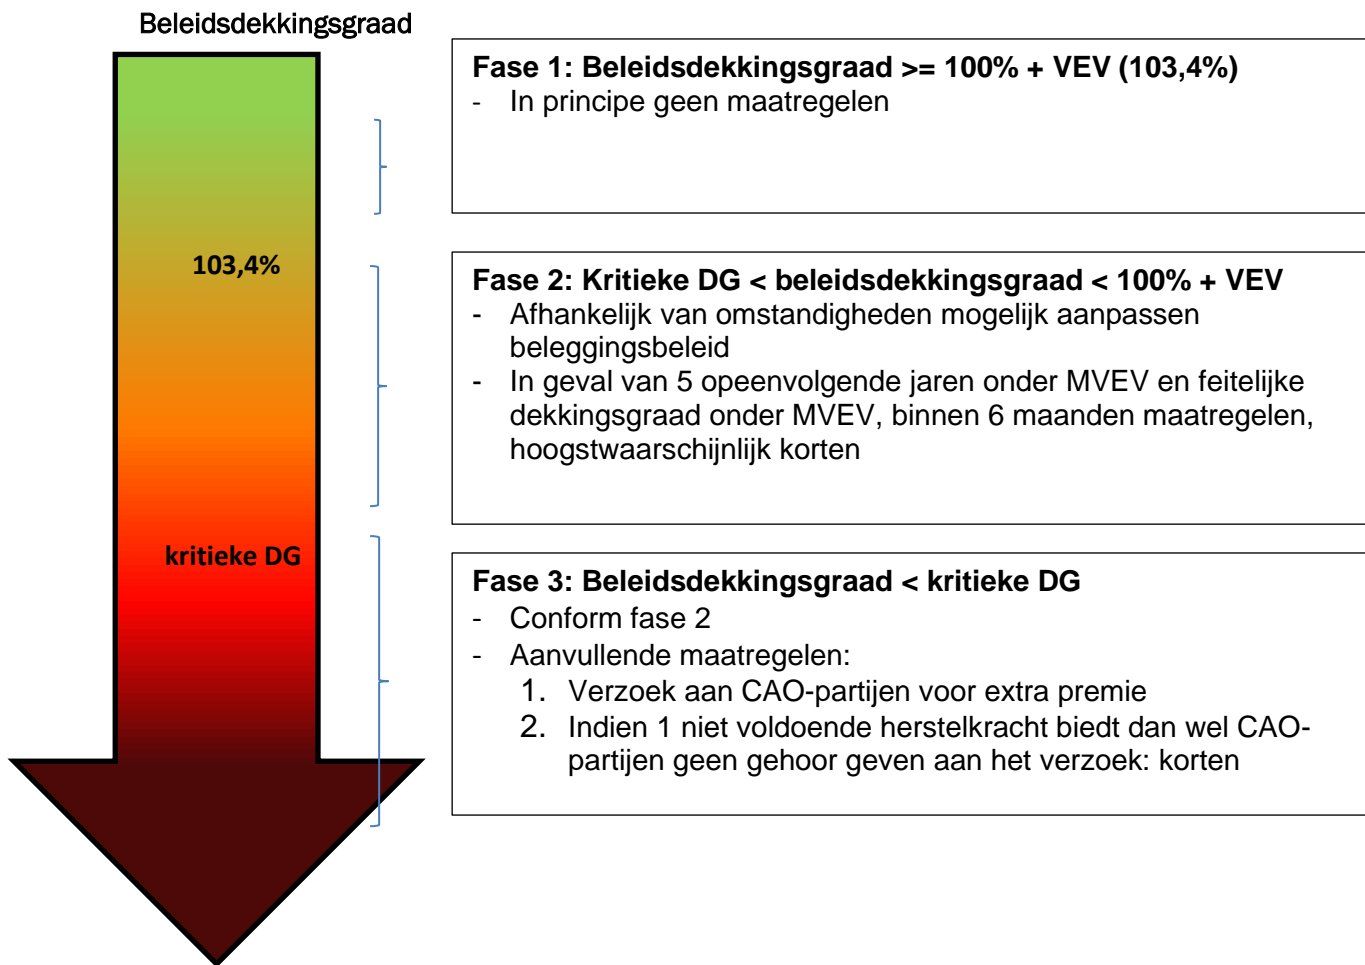 Beleidsdekkingsgraad
103,4%
kritieke DG
Fase 1: Beleidsdekkingsgraad >= 100% + VEV (103,4%)
- In principe geen maatregelen
Fase 2: Kritieke DG < beleidsdekkingsgraad < 100% + VEV
- Afhankelijk van omstandigheden mogelijk aanpassen
beleggingsbeleid
- In geval van 5 opeenvolgende jaren onder MVEV en feitelijke
dekkingsgraad onder MVEV, binnen 6 maanden maatregelen,
hoogstwaarschijnlijk korten
Fase 3: Beleidsdekkingsgraad < kritieke DG
- Conform fase 2
- Aanvullende maatregelen:
1. Verzoek aan CAO-partijen voor extra premie
2. Indien 1 niet voldoende herstelkracht biedt dan wel CAO-
partijen geen gehoor geven aan het verzoek: korten